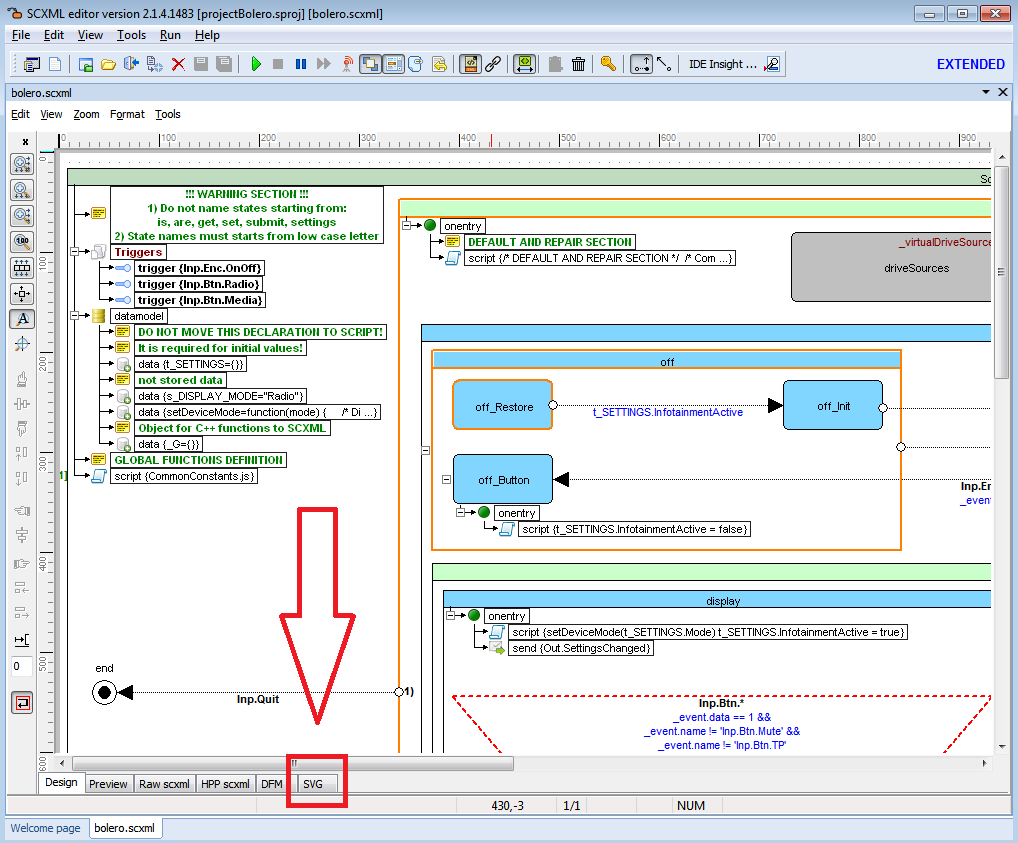 SCXML editor version 2.1.4.1483 [projectBolero.sproj] [bolero.scxml]
File Edit View Tools Run Help
IDE Insight ...
EXTENDED
bolero.scxml
Edit View Zoom Format Tools
x
0 100 200 300 400 500 600 700 800 900
0
100
200
300
400
500
600
100
A
0
Sc
!!! WARNING SECTION !!!
1) Do not name states starting from:
is, are, get, set, submit, settings
2) State names must starts from low case letter
Triggers
trigger {Inp.Enc.OnOff}
trigger {Inp.Btn.Radio}
trigger {Inp.Btn.Media}
datamodel
DO NOT MOVE THIS DECLARATION TO SCRIPT!
It is required for initial values!
data {t_SETTINGS={}}
not stored data
data {s_DISPLAY_MODE="Radio"}
data {setDeviceMode=function(mode) { /* Di ...}
Object for C++ functions to SCXML
data {_G={}}
GLOBAL FUNCTIONS DEFINITION
1]
script {CommonConstants.js}
onentry
DEFAULT AND REPAIR SECTION
script {/* DEFAULT AND REPAIR SECTION */ /* Com ...}
_virtualDriveSource
driveSources
off
off_Restore
t_SETTINGS.InfotainmentActive
off_Init
off_Button
Inp.En
_event
onentry
script {t_SETTINGS.InfotainmentActive = false}
display
onentry
script {setDeviceMode(t_SETTINGS.Mode) t_SETTINGS.InfotainmentActive = true}
send {Out.SettingsChanged}
end
Inp.Quit
1)
Inp.Btn.*
_event.data == 1 &&
_event.name != 'Inp.Btn.Mute' &&
_event.name != 'Inp.Btn.TP'
Design Preview Raw scxml HPP scxml DFM SVG
430,-3 1/1 NUM
Welcome page bolero.scxml